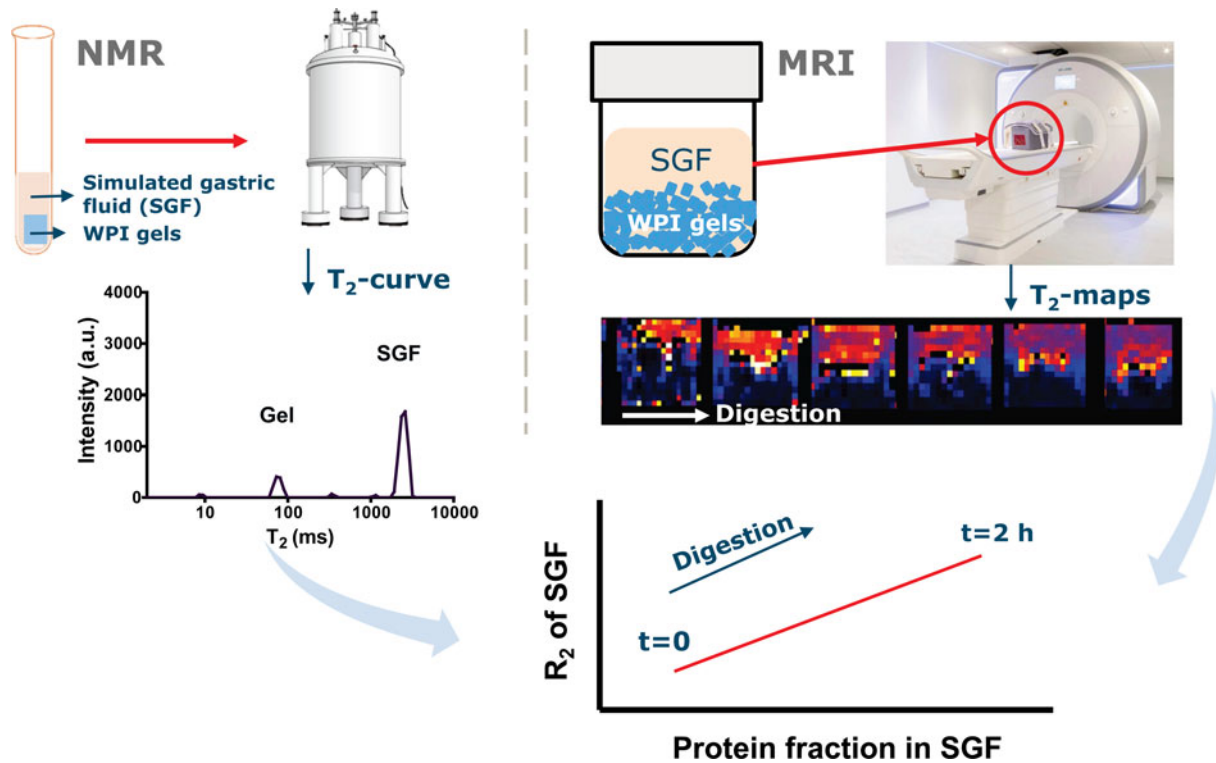 NMR
Simulated gastric
fluid (SGF)
WPI gels
T₂-curve
4000
3000
2000
1000
0
Intensity (a.u.)
Gel
SGF
10
100
1000
10000
T₂ (ms)
MRI
SGF
WPI gels
T₂-maps
Digestion
R₂ of SGF
Digestion
t=0
t=2 h
Protein fraction in SGF